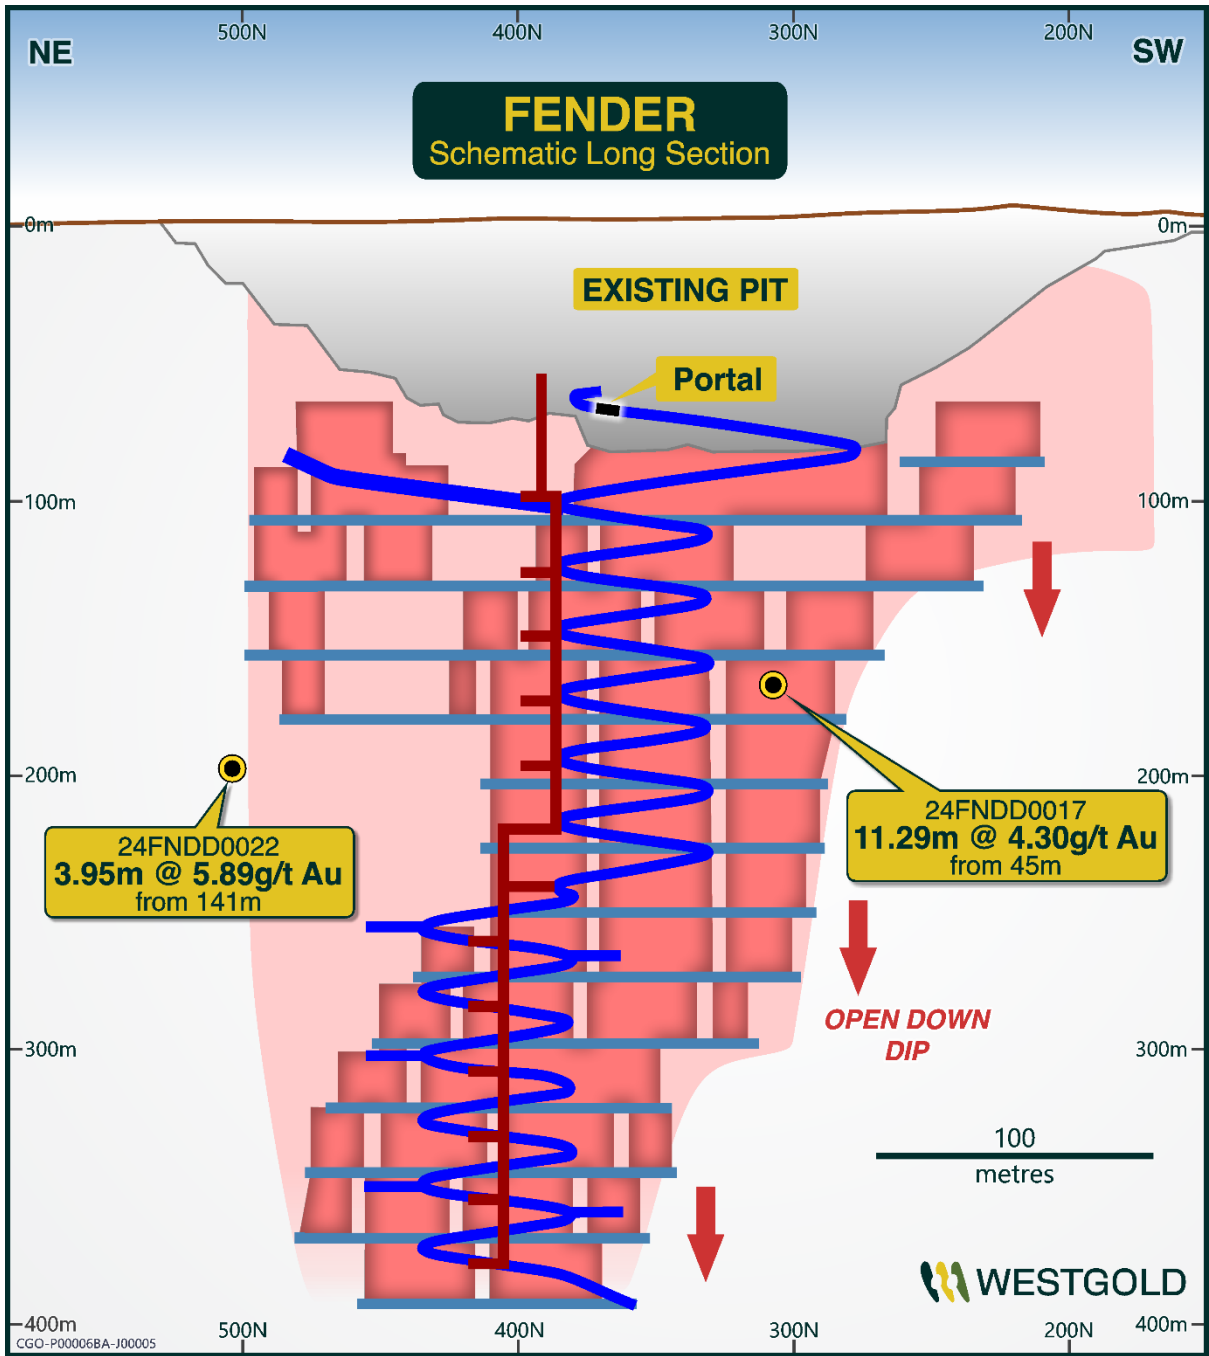 500N 400N 300N 200N
NE SW
FENDER
Schematic Long Section
0m 0m
EXISTING PIT
Portal
100m 100m
200m 200m
24FNDD0022
3.95m @ 5.89g/t Au
from 141m
24FNDD0017
11.29m @ 4.30g/t Au
from 45m
OPEN DOWN
DIP
300m 300m
100
metres
WESTGOLD
400m 400m
CGO-P00006BA-J00005
500N 400N 300N 200N